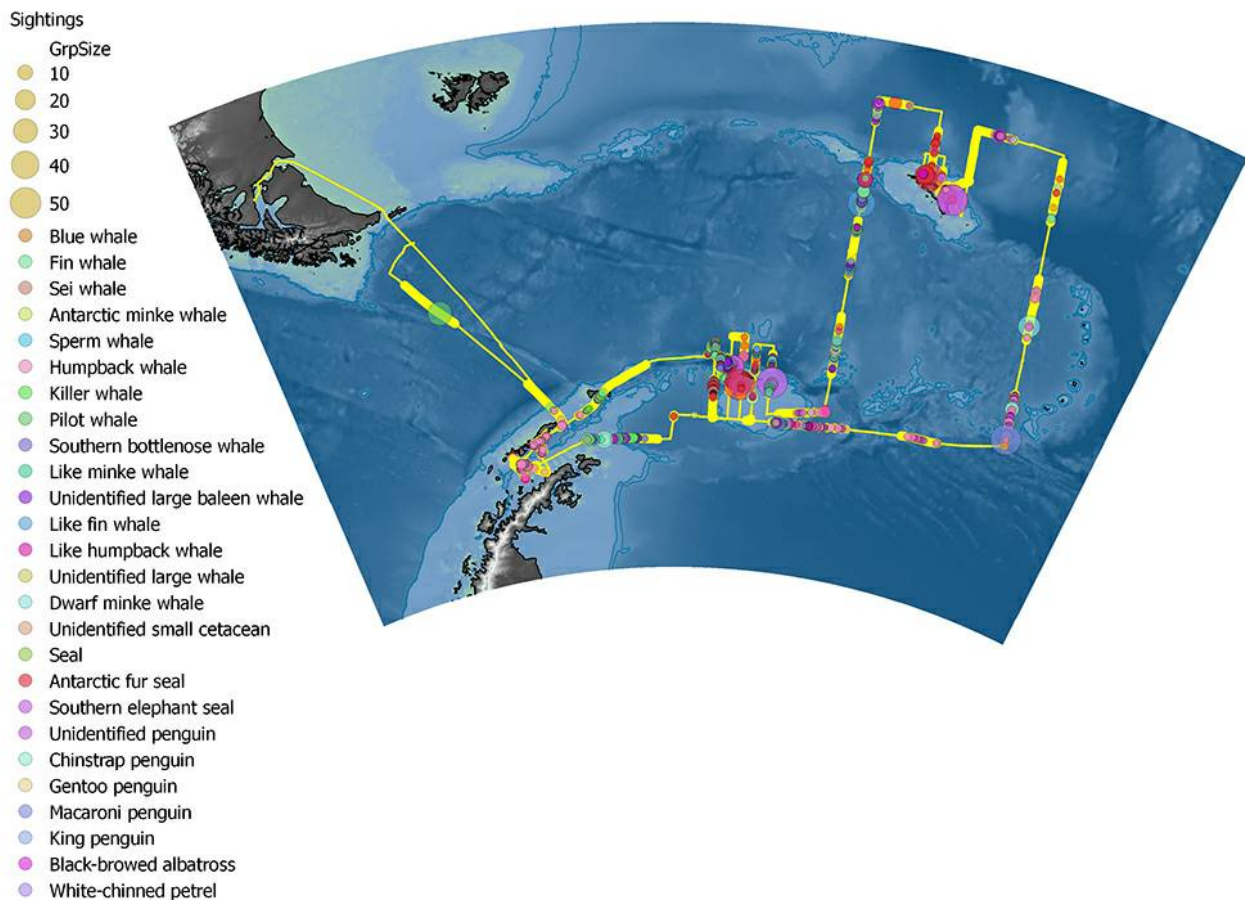 Sightings
GrpSize
10
20
30
40
50
Blue whale
Fin whale
Sei whale
Antarctic minke whale
Sperm whale
Humpback whale
Killer whale
Pilot whale
Southern bottlenose whale
Like minke whale
Unidentified large baleen whale
Like fin whale
Like humpback whale
Unidentified large whale
Dwarf minke whale
Unidentified small cetacean
Seal
Antarctic fur seal
Southern elephant seal
Unidentified penguin
Chinstrap penguin
Gentoo penguin
Macaroni penguin
King penguin
Black-browed albatross
White-chinned petrel